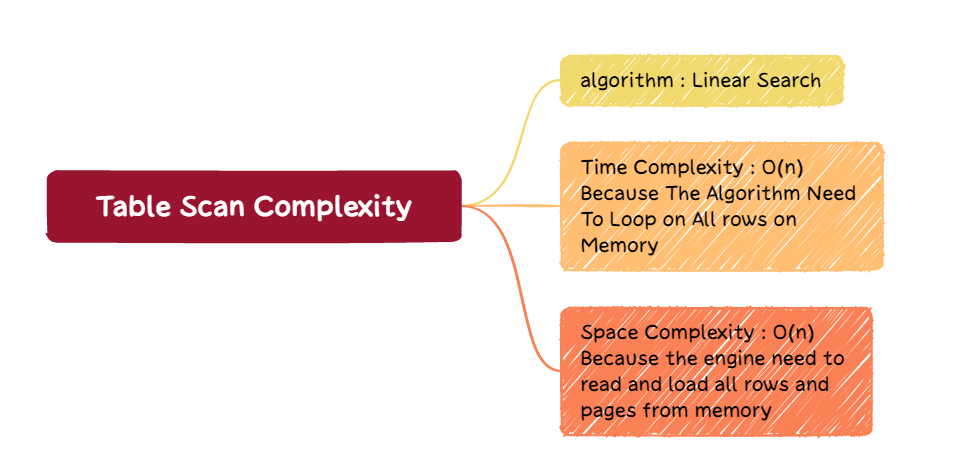 Table Scan Complexity
algorithm : Linear Search
Time Complexity : O(n)
Because The Algorithm Need
To Loop on All rows on
Memory
Space Complexity : O(n)
Because the engine need to
read and load all rows and
pages from memory